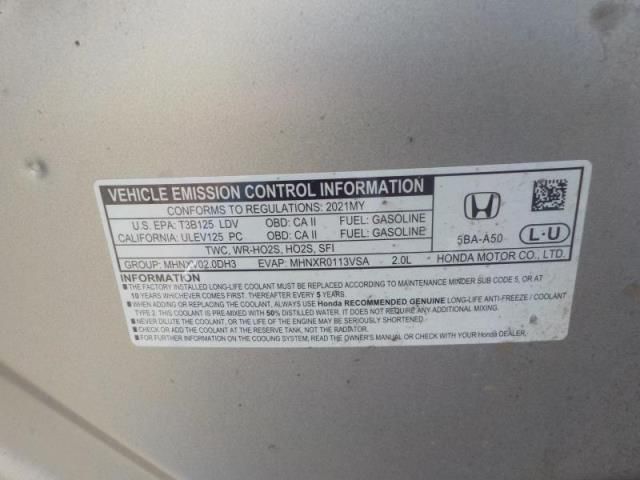 VEHICLE EMISSION CONTROL INFORMATION
CONFORMS TO REGULATIONS: 2021MY
U.S. EPA: T3B125 LDV OBD: CA II FUEL: GASOLINE
CALIFORNIA: ULEV125 PC OBD: CA II FUEL: GASOLINE
TWC, WR-HO2S, HO2S, SFI
GROUP: MHNXV02.0DH3 EVAP: MHNXR0113VSA 2.0L
5BA-A50 L·U
HONDA MOTOR CO., LTD.
INFORMATION
■ THE FACTORY INSTALLED LONG-LIFE COOLANT MUST BE REPLACED ACCORDING TO MAINTENANCE MINDER SUB CODE 5, OR AT
10 YEARS WHICHEVER COMES FIRST. THEREAFTER EVERY 5 YEARS.
■ WHEN ADDING OR REPLACING COOLANT, ALWAYS USE Honda RECOMMENDED GENUINE LONG-LIFE ANTI-FREEZE / COOLANT
TYPE 2, THIS COOLANT IS PRE-MIXED WITH 50% DISTILLED WATER. IT DOES NOT REQUIRE ANY ADDITIONAL MIXING.
■ NEVER DILUTE THE COOLANT, OR THE LIFE OF THE ENGINE MAY BE SERIOUSLY SHORTENED.
■ CHECK OR ADD THE COOLANT AT THE RESERVE TANK, NOT THE RADIATOR.
■ FOR FURTHER INFORMATION ON THE COOLING SYSTEM, READ THE OWNER'S MANUAL OR CHECK WITH YOUR Honda DEALER.